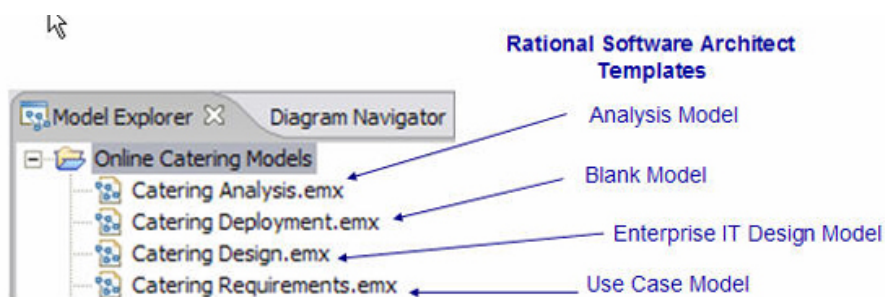 Rational Software Architect
Templates
Model Explorer Diagram Navigator
Analysis Model
Online Catering Models
Catering Analysis.emx
Blank Model
Catering Deployment.emx
Enterprise IT Design Model
Catering Design.emx
Catering Requirements.emx
Use Case Model